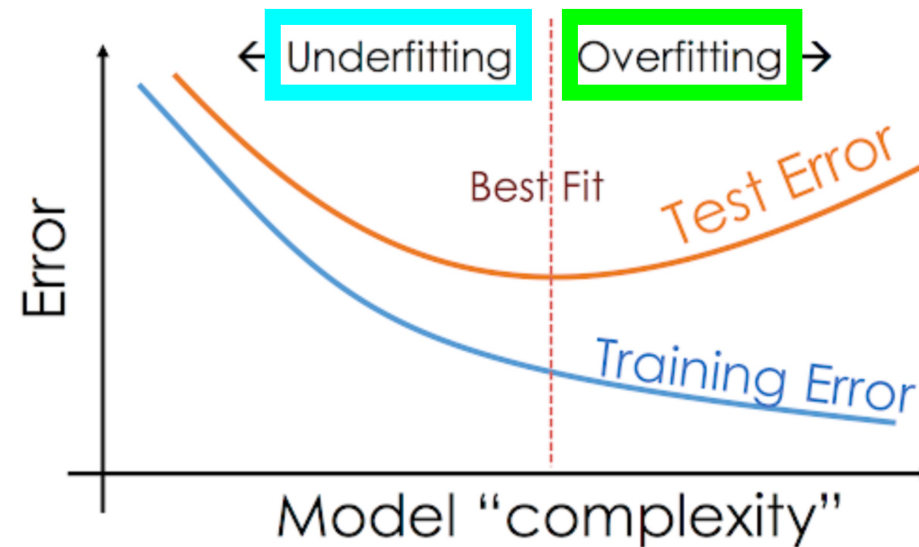 ← Underfitting Overfitting →
Best Fit
Test Error
Error
Training Error
Model “complexity”